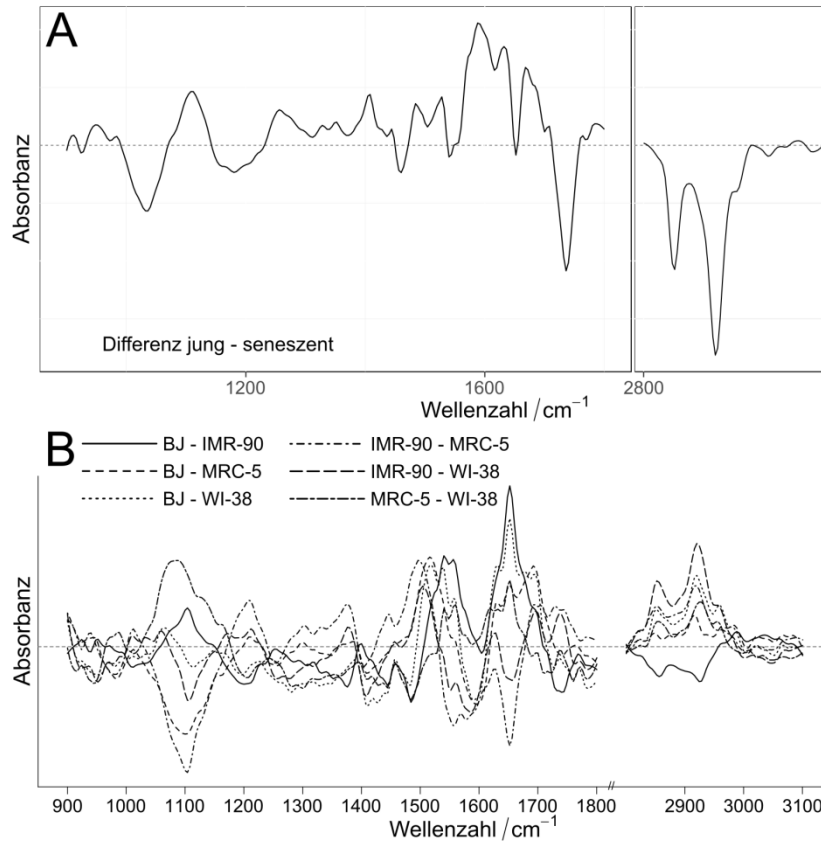 A
Absorbanz
Differenz jung - seneszent
1200
1600
2800
Wellenzahl /cm⁻¹
B
BJ - IMR-90
IMR-90 - MRC-5
BJ - MRC-5
IMR-90 - WI-38
BJ - WI-38
MRC-5 - WI-38
Absorbanz
900 1000 1100 1200 1300 1400 1500 1600 1700 1800 // 2900 3000 3100
Wellenzahl /cm⁻¹